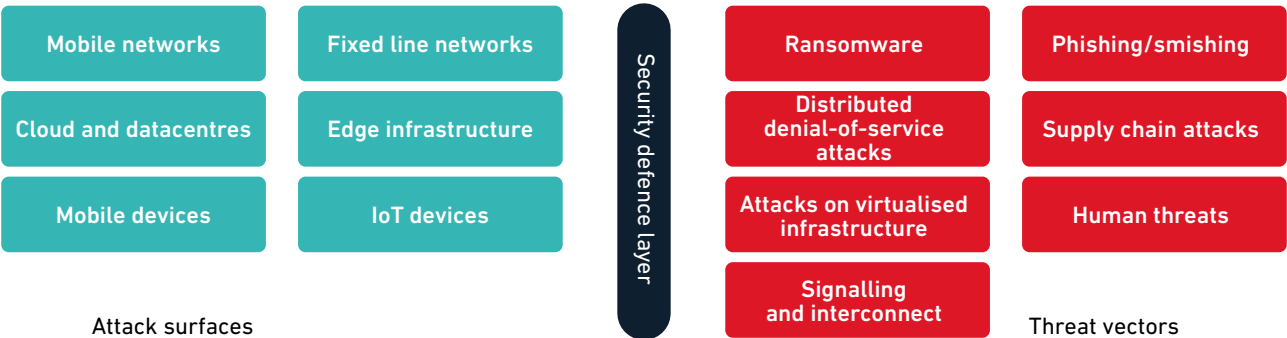 Mobile networks
Fixed line networks
Cloud and datacentres
Edge infrastructure
Mobile devices
IoT devices
Attack surfaces
Security defence layer
Ransomware
Phishing/smishing
Distributed
denial-of-service
attacks
Supply chain attacks
Attacks on virtualised
infrastructure
Human threats
Signalling
and interconnect
Threat vectors